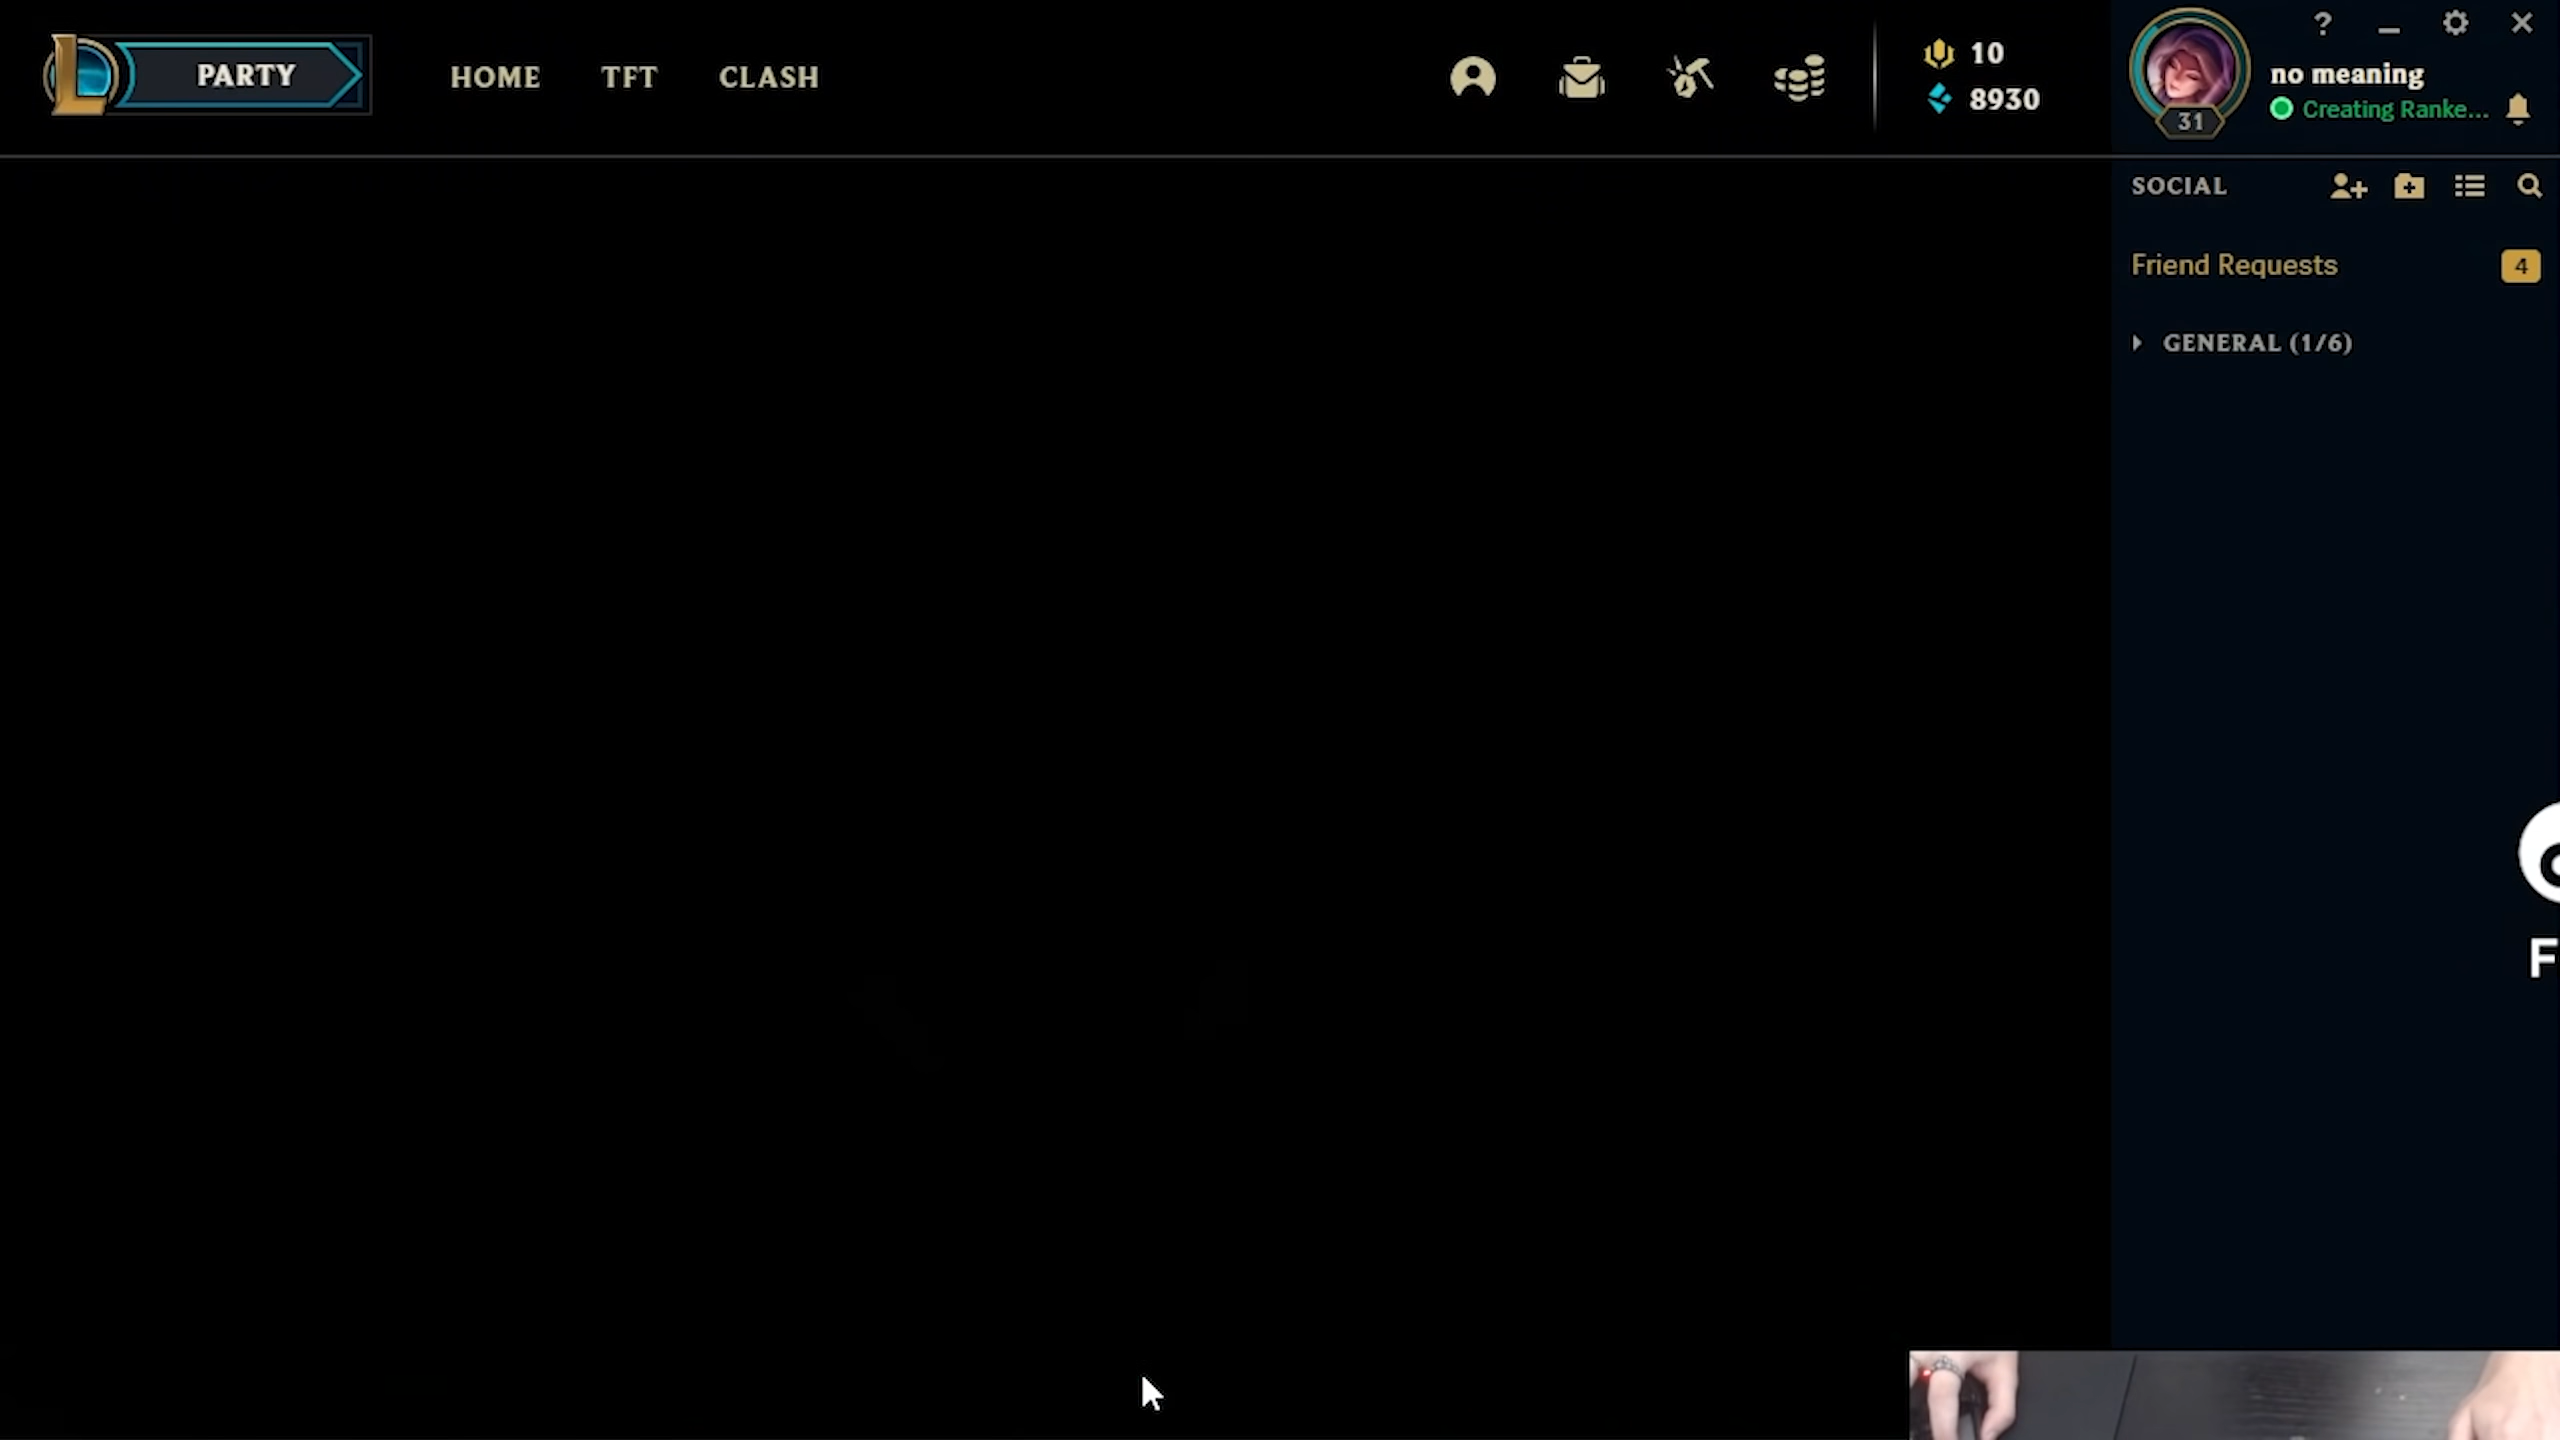 PARTY
HOME
TFT
CLASH
10
8930
31
?
no meaning
Creating Ranke...
SOCIAL
Friend Requests
4
GENERAL (1/6)
F